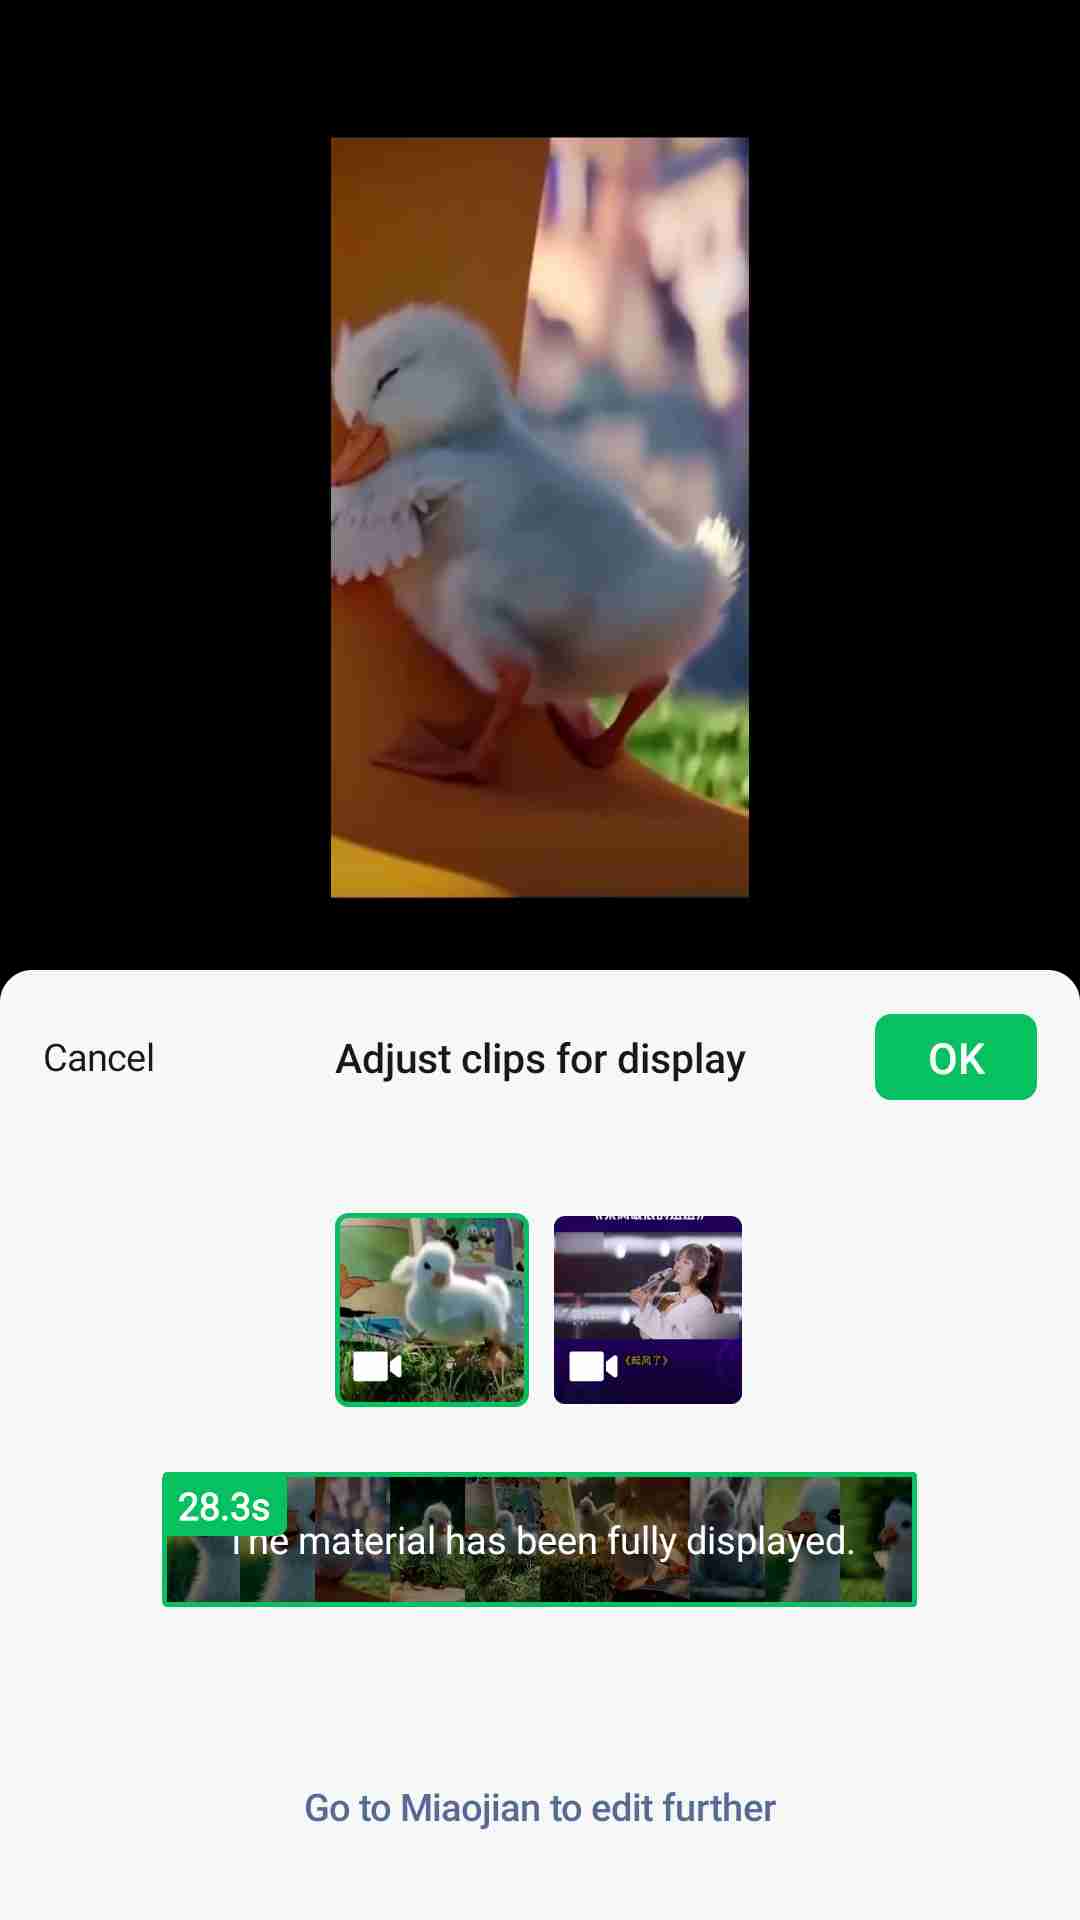 Cancel
Adjust clips for display
OK
《起风了》
28.3s
The material has been fully displayed.
Go to Miaojian to edit further